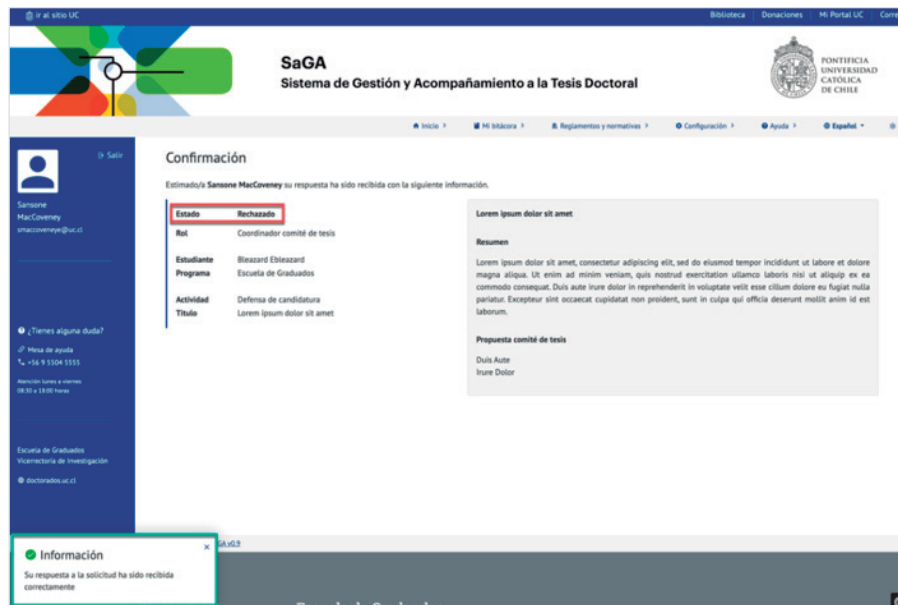 ir al sitio UC
Biblioteca Donaciones Mi Portal UC
SaGA
Sistema de Gestión y Acompañamiento a la Tesis Doctoral
PONTIFICIA
UNIVERSIDAD
CATÓLICA
DE CHILE
Inicio Mi bitácora Reglamentos y normativas Configuración Ayuda Español
Salir
Sansone
MacCoveney
smaccoveneye@uc.cl
¿Tienes alguna duda?
Mesa de ayuda
+56 9 5504 5555
Atención lunes a viernes
08:30 a 18:00 horas
Escuela de Graduados
Vicerrectoría de Investigación
doctorados.uc.cl
Confirmación
Estimado/a Sansone MacCoveney su respuesta ha sido recibida con la siguiente información.
Estado Rechazado
Rol Coordinador comité de tesis
Estudiante Bleazard Ebleazard
Programa Escuela de Graduados
Actividad Defensa de candidatura
Título Lorem ipsum dolor sit amet
Lorem ipsum dolor sit amet
Resumen
Lorem ipsum dolor sit amet, consectetur adipiscing elit, sed do eiusmod tempor incididunt ut labore et dolore
magna aliqua. Ut enim ad minim veniam, quis nostrud exercitation ullamco laboris nisi ut aliquip ex ea
commodo consequat. Duis aute irure dolor in reprehenderit in voluptate velit esse cillum dolore eu fugiat nulla
pariatur. Excepteur sint occaecat cupidatat non proident, sunt in culpa qui officia deserunt mollit anim id est
laborum.
Propuesta comité de tesis
Duis Aute
Irure Dolor
v0.9
Información
Su respuesta a la solicitud ha sido recibida
correctamente